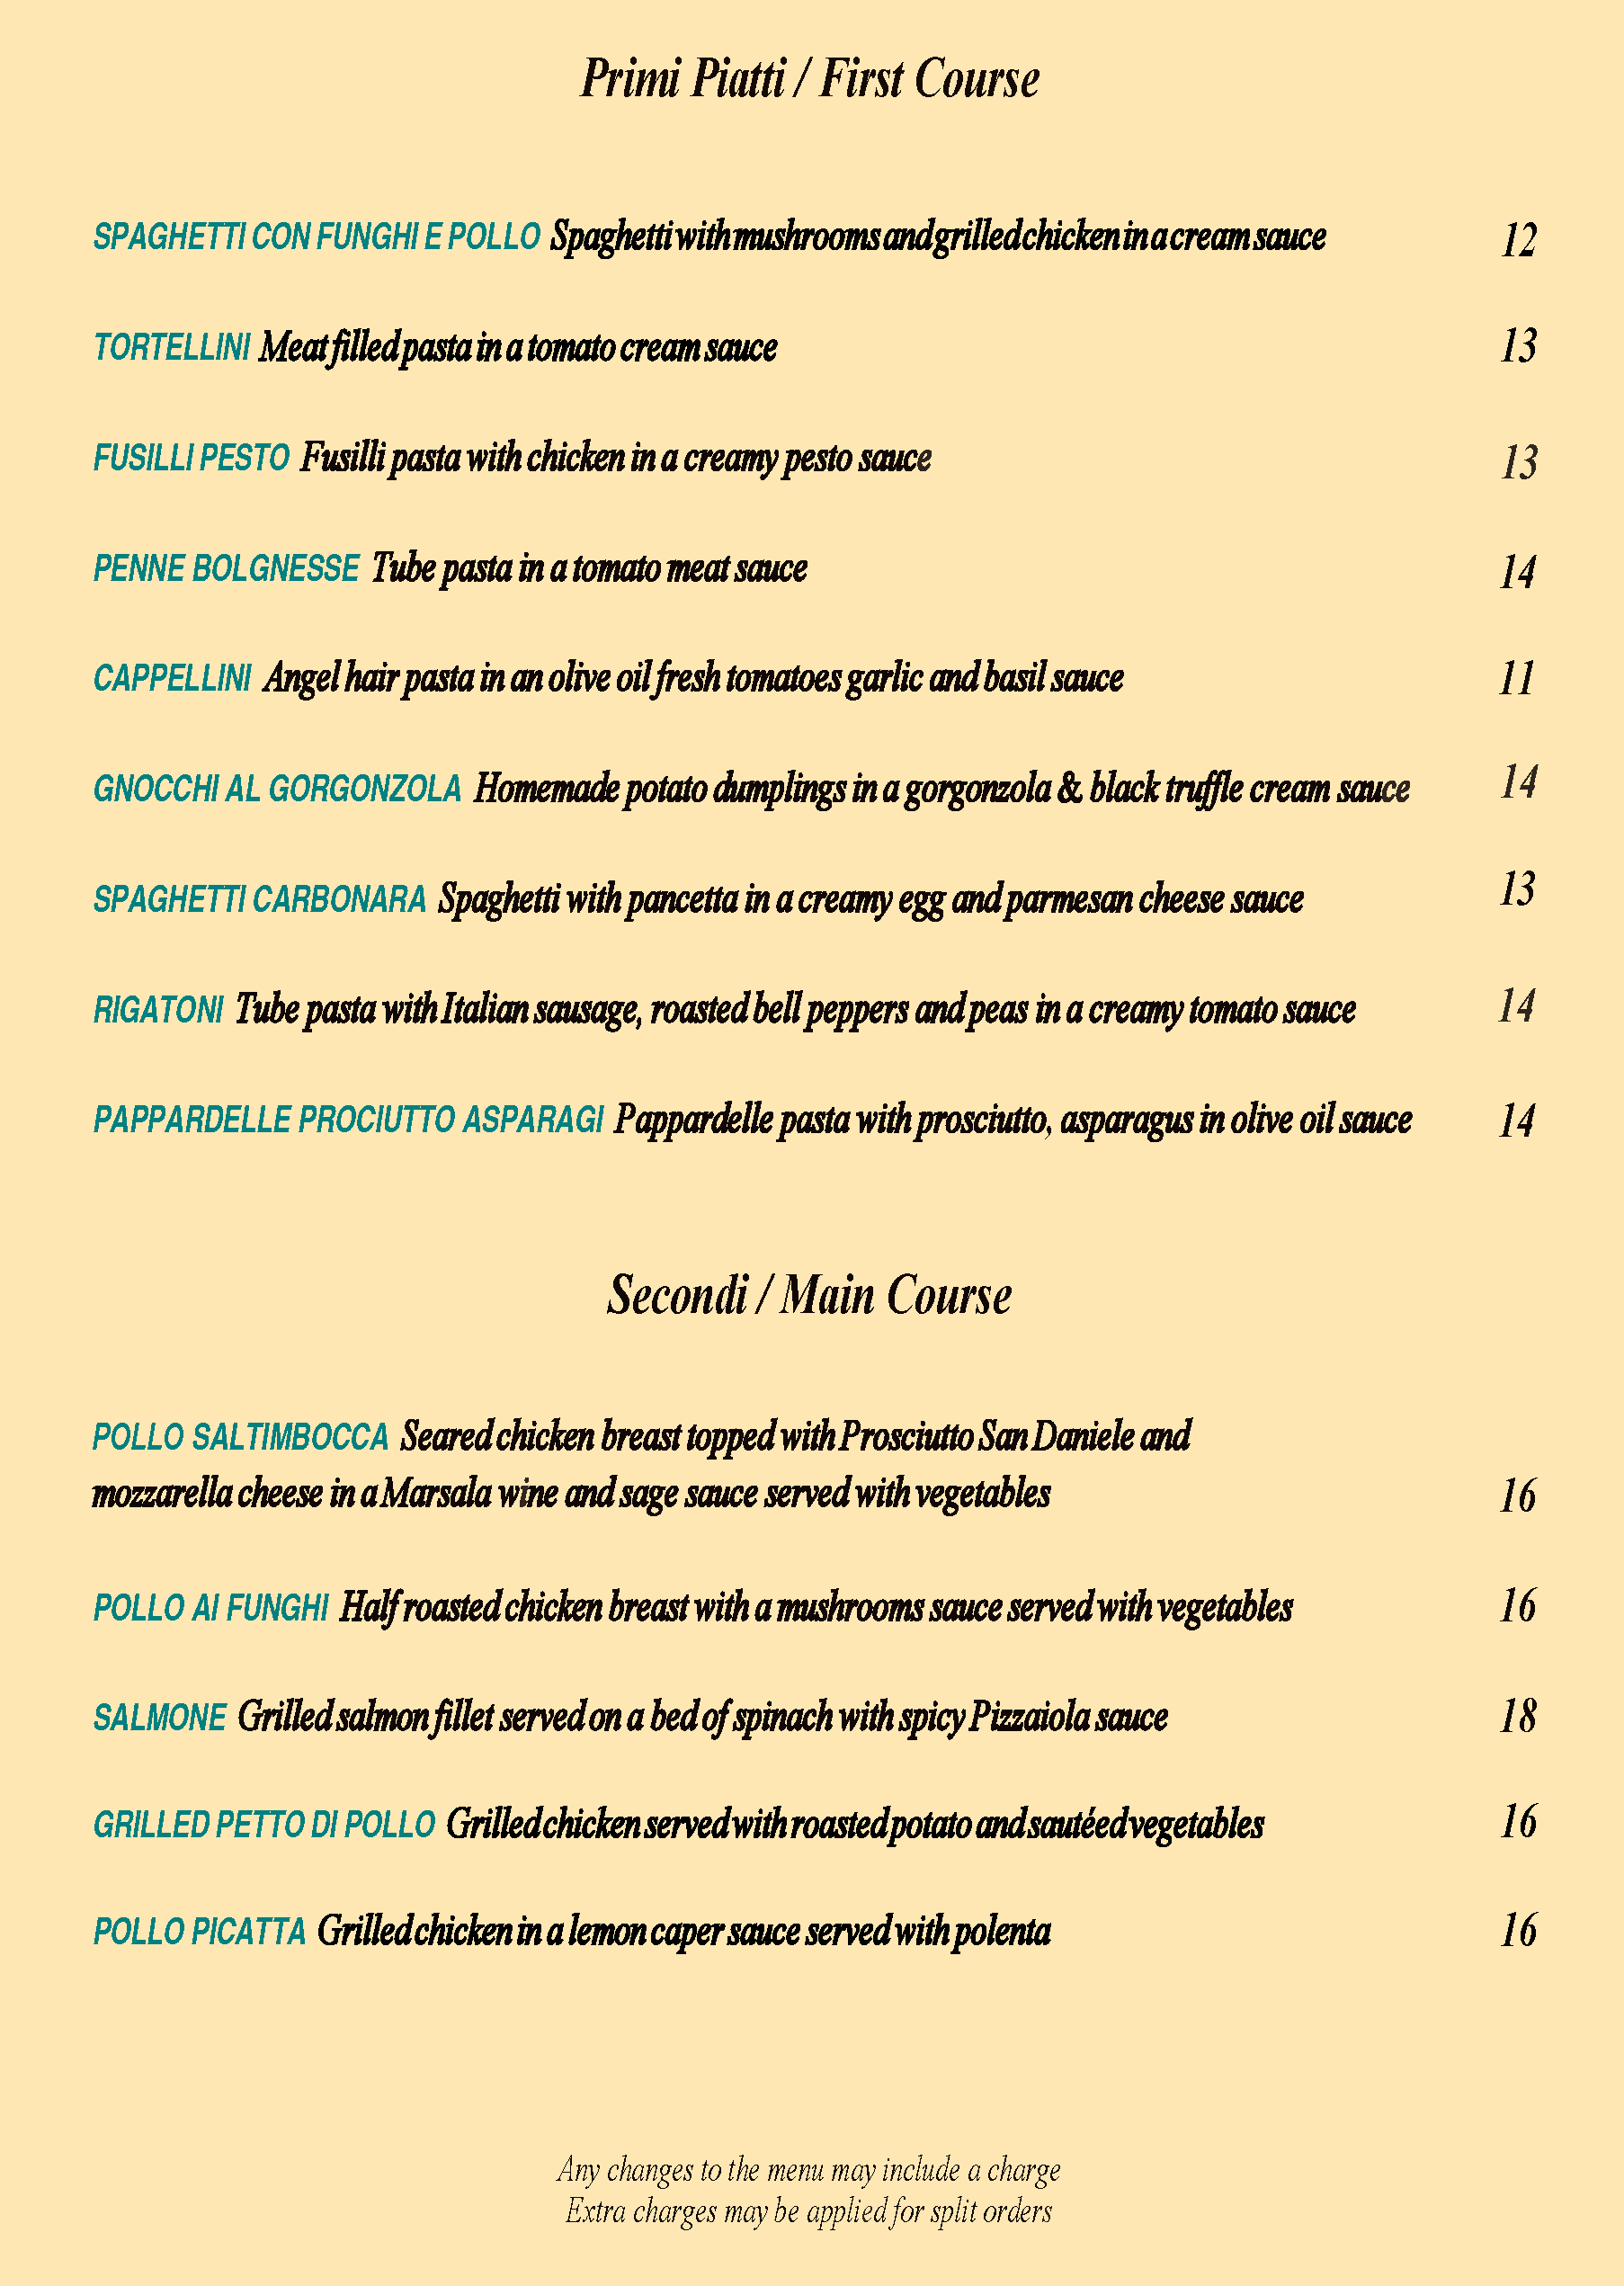 Primi Piatti / First Course
SPAGHETTI CON FUNGHI E POLLO Spaghetti with mushrooms and grilled chicken in a cream sauce 12
TORTELLINI Meat filled pasta in a tomato cream sauce 13
FUSILLI PESTO Fusilli pasta with chicken in a creamy pesto sauce 13
PENNE BOLGNESSE Tube pasta in a tomato meat sauce 14
CAPPELLINI Angel hair pasta in an olive oil fresh tomatoes garlic and basil sauce 11
GNOCCHI AL GORGONZOLA Homemade potato dumplings in a gorgonzola & black truffle cream sauce 14
SPAGHETTI CARBONARA Spaghetti with pancetta in a creamy egg and parmesan cheese sauce 13
RIGATONI Tube pasta with Italian sausage, roasted bell peppers and peas in a creamy tomato sauce 14
PAPPARDELLE PROCIUTTO ASPARAGI Pappardelle pasta with prosciutto, asparagus in olive oil sauce 14
Secondi / Main Course
POLLO SALTIMBOCCA Seared chicken breast topped with Prosciutto San Daniele and
mozzarella cheese in a Marsala wine and sage sauce served with vegetables 16
POLLO AI FUNGHI Half roasted chicken breast with a mushrooms sauce served with vegetables 16
SALMONE Grilled salmon fillet served on a bed of spinach with spicy Pizzaiola sauce 18
GRILLED PETTO DI POLLO Grilled chicken served with roasted potato and sautéed vegetables 16
POLLO PICATTA Grilled chicken in a lemon caper sauce served with polenta 16
Any changes to the menu may include a charge
Extra charges may be applied for split orders